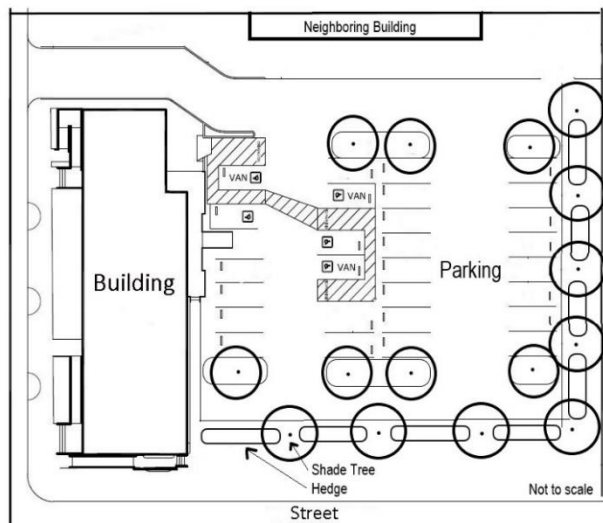 Neighboring Building
VAN
VAN
Building
VAN
Parking
Shade Tree
Hedge
Not to scale
Street